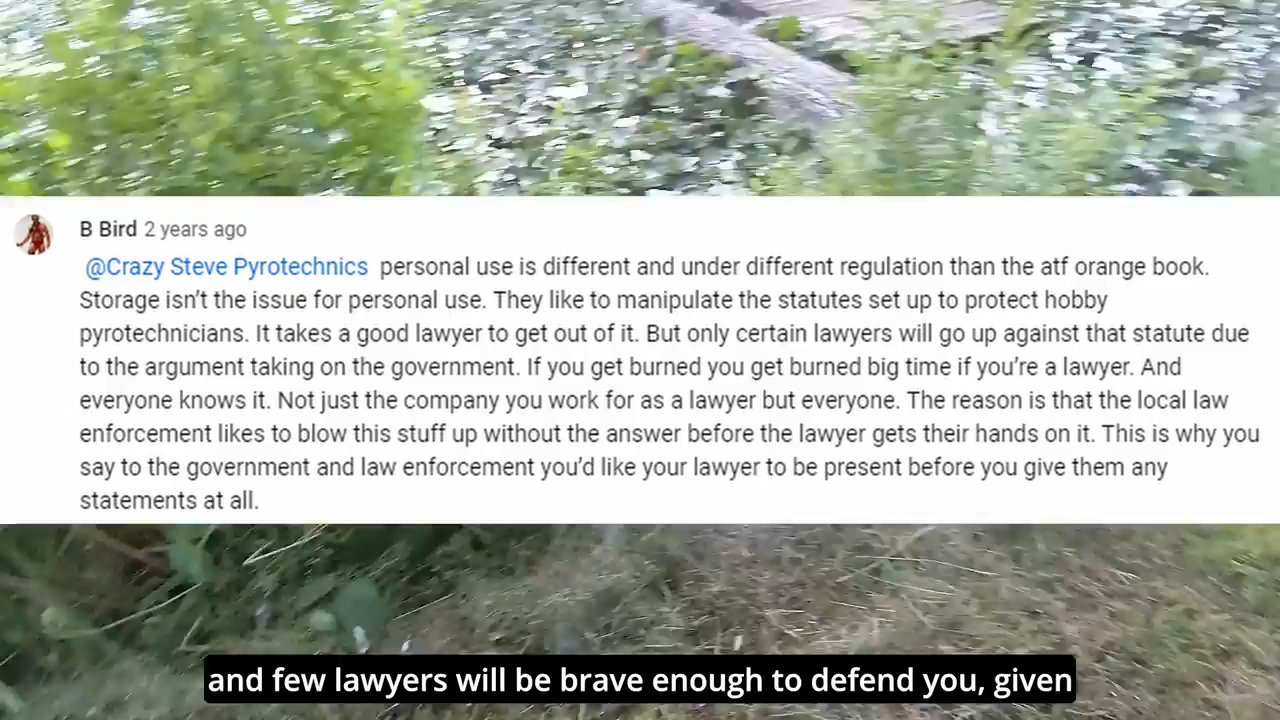 B Bird 2 years ago
@Crazy Steve Pyrotechnics personal use is different and under different regulation than the atf orange book.
Storage isn't the issue for personal use. They like to manipulate the statutes set up to protect hobby
pyrotechnicians. It takes a good lawyer to get out of it. But only certain lawyers will go up against that statute due
to the argument taking on the government. If you get burned you get burned big time if you're a lawyer. And
everyone knows it. Not just the company you work for as a lawyer but everyone. The reason is that the local law
enforcement likes to blow this stuff up without the answer before the lawyer gets their hands on it. This is why you
say to the government and law enforcement you'd like your lawyer to be present before you give them any
statements at all.
and few lawyers will be brave enough to defend you, given